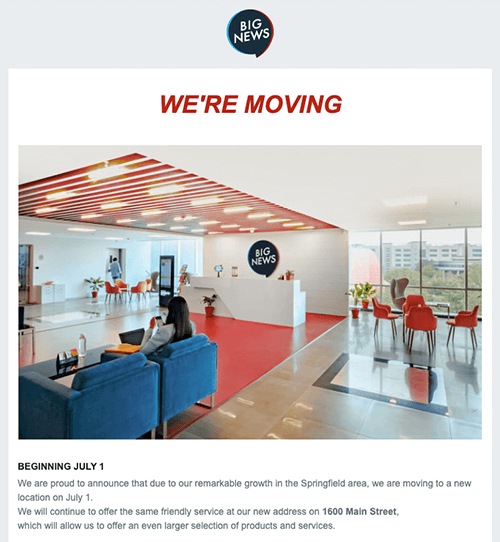 BIG
NEWS
WE'RE MOVING
BIG
NEWS
BEGINNING JULY 1
We are proud to announce that due to our remarkable growth in the Springfield area, we are moving to a new
location on July 1.
We will continue to offer the same friendly service at our new address on 1600 Main Street,
which will allow us to offer an even larger selection of products and services.